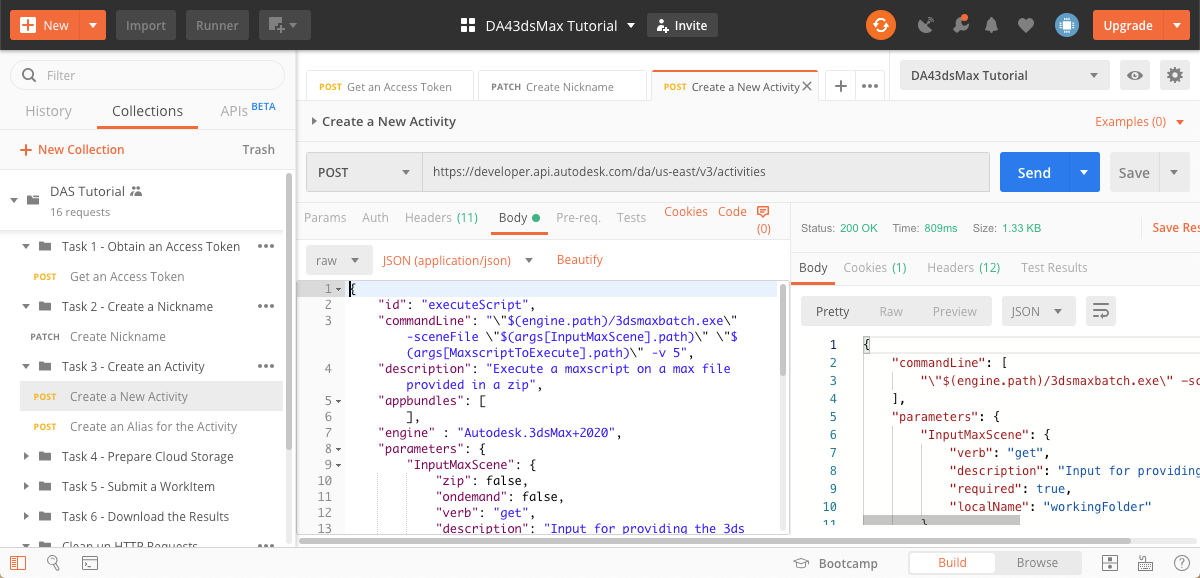 New Import Runner DA43dsMax Tutorial Invite Upgrade
Filter
History Collections APIs BETA
New Collection Trash
DAS Tutorial
16 requests
Task 1 - Obtain an Access Token
POST Get an Access Token
Task 2 - Create a Nickname
PATCH Create Nickname
Task 3 - Create an Activity
POST Create a New Activity
POST Create an Alias for the Activity
Task 4 - Prepare Cloud Storage
Task 5 - Submit a WorkItem
Task 6 - Download the Results
Clean up HTTP Requests
POST Get an Access Token PATCH Create Nickname POST Create a New Activity DA43dsMax Tutorial
Create a New Activity Examples (0)
POST https://developer.api.autodesk.com/da/us-east/v3/activities Send Save
Params Auth Headers (11) Body Pre-req. Tests Cookies Code (0)
raw JSON (application/json) Beautify
1 {
2 "id": "executeScript",
3 "commandLine": "\"$(engine.path)/3dsmaxbatch.exe\"
-sceneFile \"$(args[InputMaxScene].path)\" \"$
(args[MaxscriptToExecute].path)\" -v 5",
4 "description": "Execute a maxscript on a max file
provided in a zip",
5 "appbundles": [
6 ],
7 "engine" : "Autodesk.3dsMax+2020",
8 "parameters": {
9 "InputMaxScene": {
10 "zip": false,
11 "ondemand": false,
12 "verb": "get",
13 "description": "Input for providing the 3ds
Status: 200 OK Time: 809ms Size: 1.33 KB Save Res
Body Cookies (1) Headers (12) Test Results
Pretty Raw Preview JSON
1 {
2 "commandLine": [
3 "\"$(engine.path)/3dsmaxbatch.exe\" -sc
4 ],
5 "parameters": {
6 "InputMaxScene": {
7 "verb": "get",
8 "description": "Input for providing
9 "required": true,
10 "localName": "workingFolder"
11 }
Bootcamp Build Browse